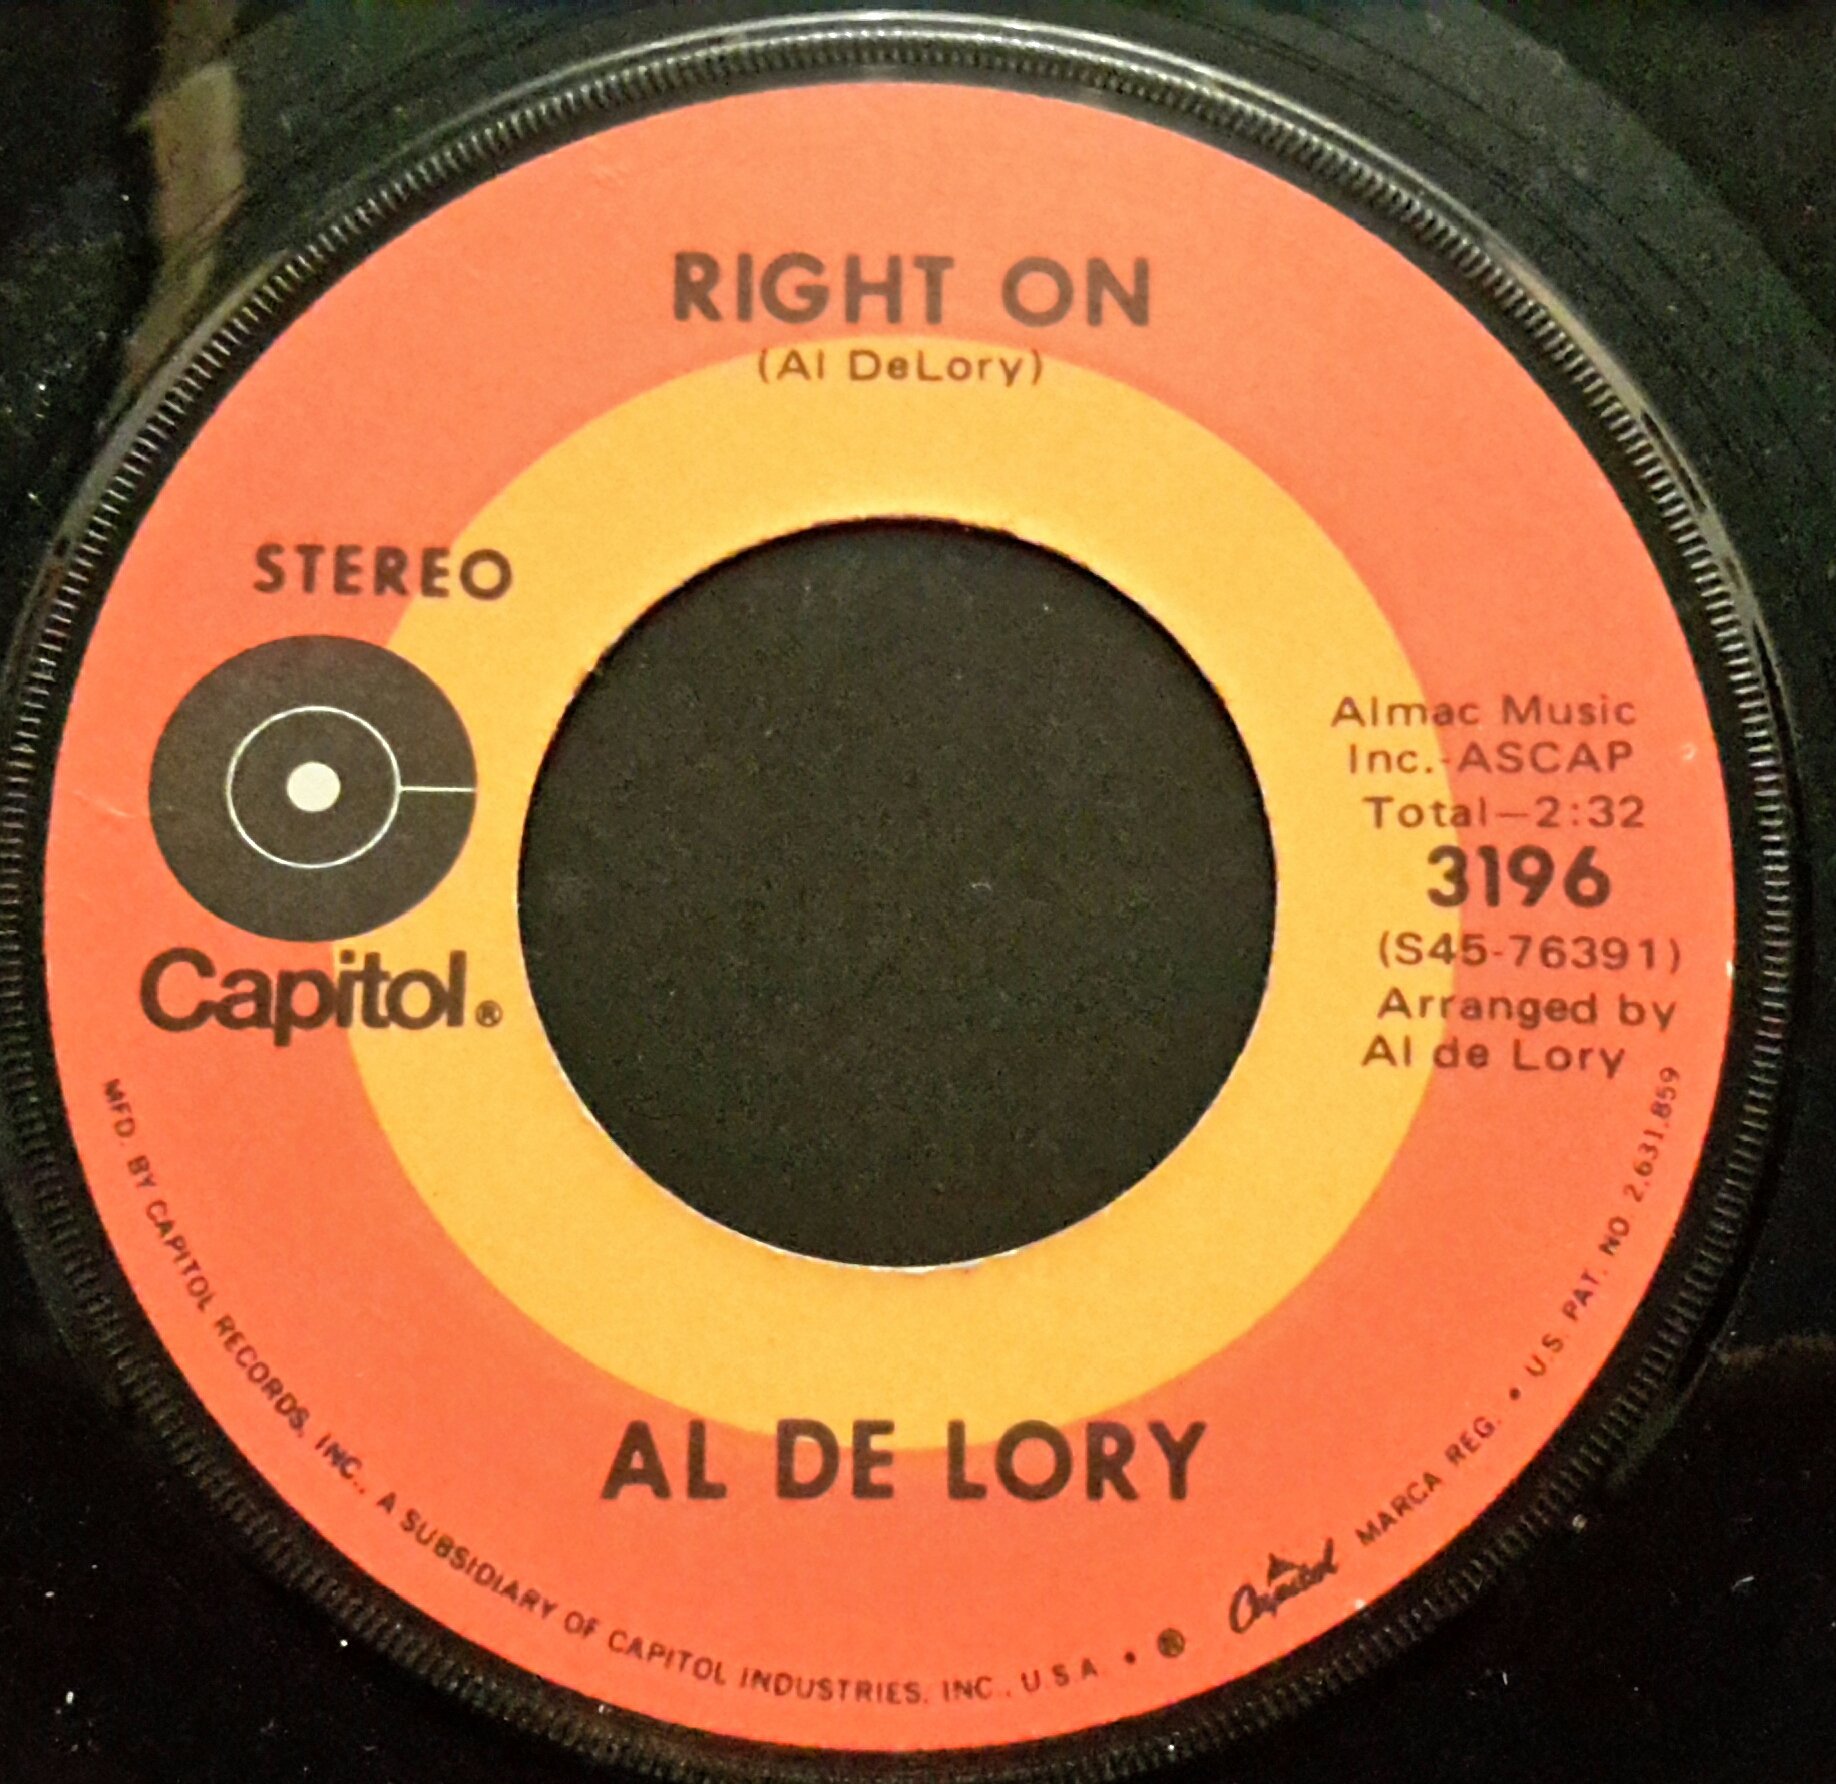 RIGHT ON
(Al DeLory)
STEREO
Capitol®
Almac Music
Inc.-ASCAP
Total—2:32
3196
(S45-76391)
Arranged by
Al de Lory
AL DE LORY
MFD. BY CAPITOL RECORDS, INC., A SUBSIDIARY OF CAPITOL INDUSTRIES, INC., U.S.A. • ® Capitol MARCA REG. • U.S. PAT. NO 2,631,859